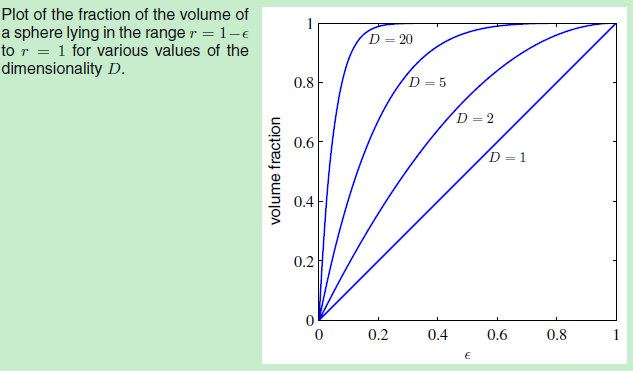 Plot of the fraction of the volume of
a sphere lying in the range r = 1−ϵ
to r = 1 for various values of the
dimensionality D.
volume fraction
1
0.8
0.6
0.4
0.2
0
D = 20
D = 5
D = 2
D = 1
0 0.2 0.4 0.6 0.8 1
ϵ